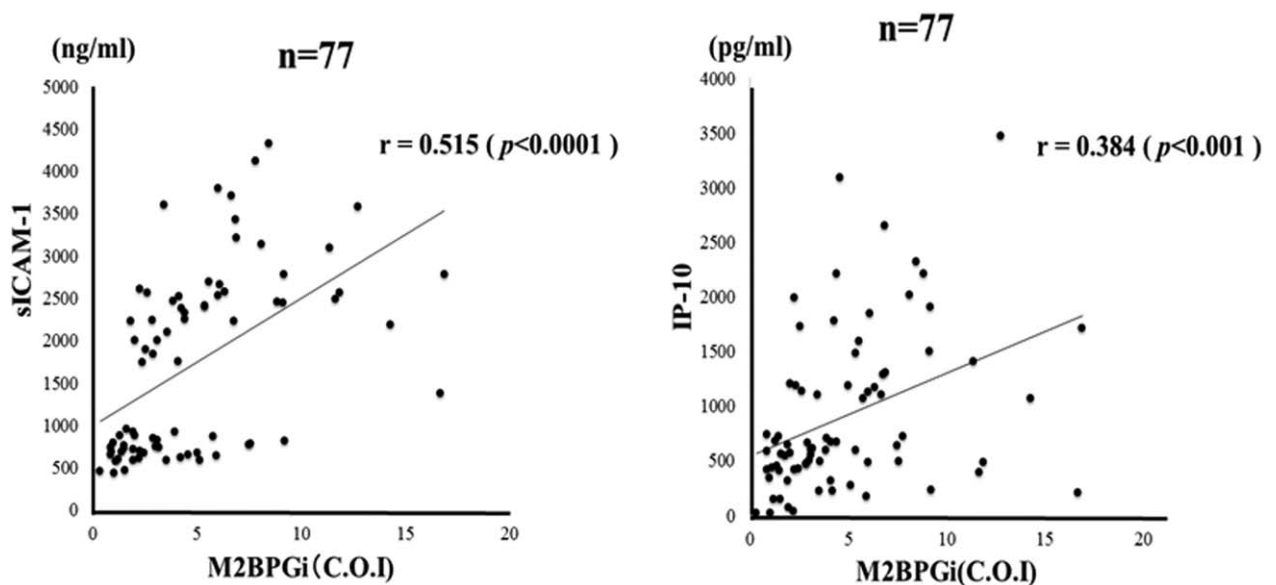 (ng/ml)
n=77
5000
4500
4000
3500
3000
2500
2000
1500
1000
500
0
sICAM-1
r = 0.515 ( p<0.0001 )
0 5 10 15 20
M2BPGi(C.O.I)
(pg/ml)
n=77
4000
3500
3000
2500
2000
1500
1000
500
0
IP-10
r = 0.384 ( p<0.001 )
0 5 10 15 20
M2BPGi(C.O.I)